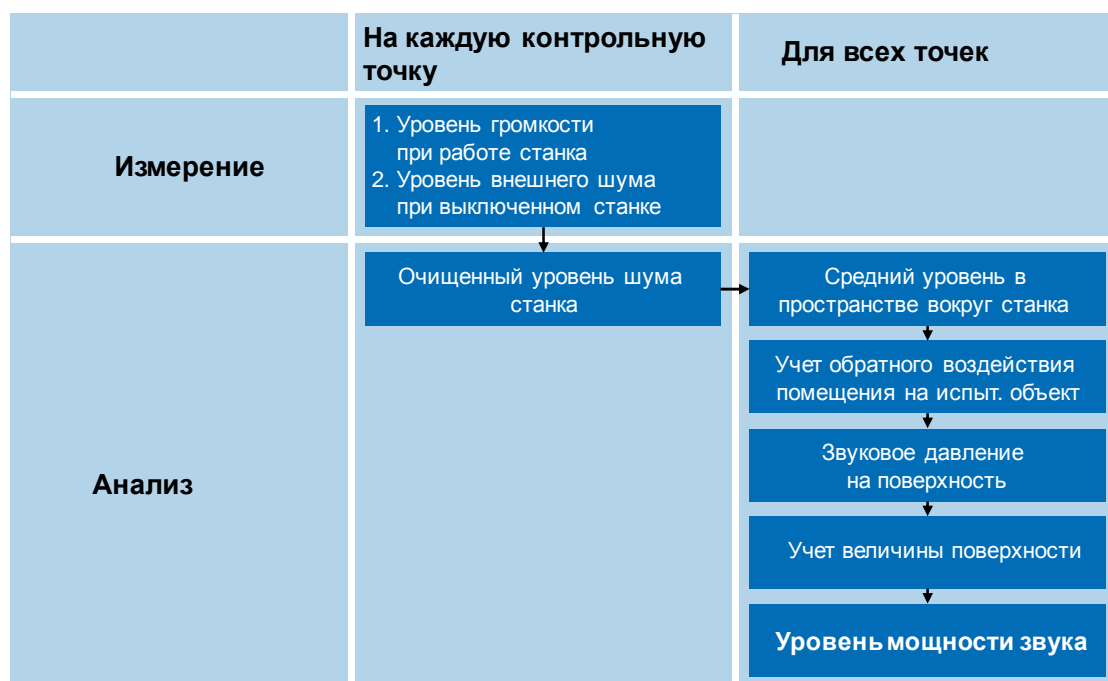 На каждую контрольную
точку
Для всех точек
Измерение
1. Уровень громкости
при работе станка
2. Уровень внешнего шума
при выключенном станке
Анализ
Очищенный уровень шума
станка
Средний уровень в
пространстве вокруг станка
Учет обратного воздействия
помещения на испыт. объект
Звуковое давление
на поверхность
Учет величины поверхности
Уровень мощности звука